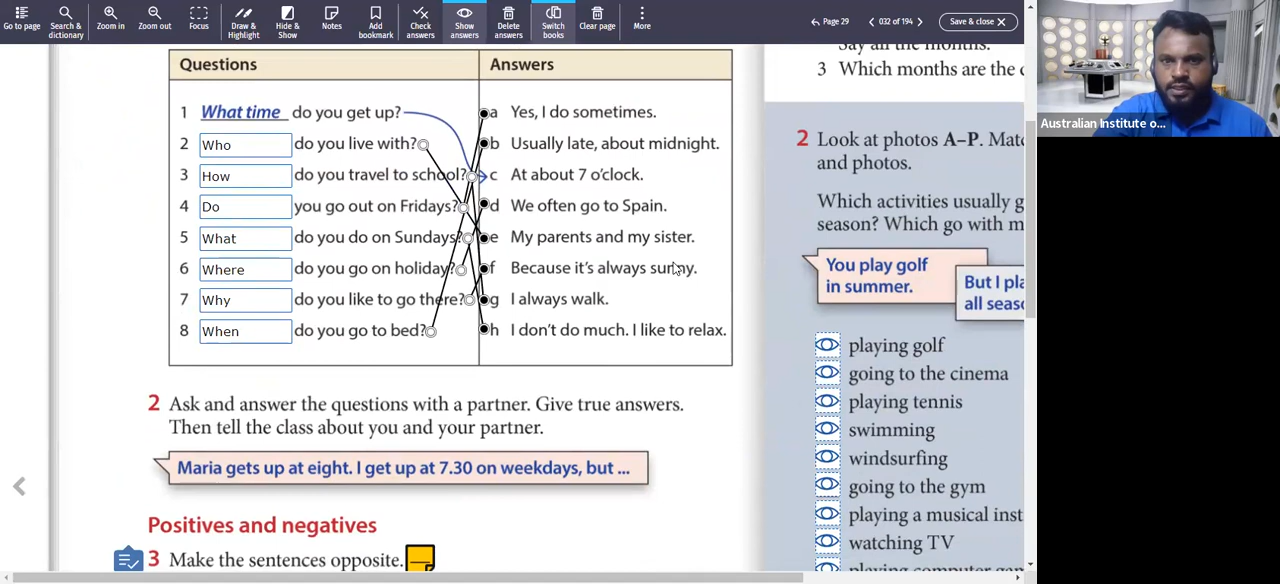 Go to page
Search & dictionary
Zoom in
Zoom out
Focus
Draw & Highlight
Hide & Show
Notes
Add bookmark
Check answers
Show answers
Delete answers
Switch books
Clear page
More
Page 29
032 of 194
Save & close
Questions Answers
1 What time do you get up? a Yes, I do sometimes.
2 Who do you live with? b Usually late, about midnight.
3 How do you travel to school? c At about 7 o'clock.
4 Do you go out on Fridays? d We often go to Spain.
5 What do you do on Sundays? e My parents and my sister.
6 Where do you go on holiday? f Because it's always sunny.
7 Why do you like to go there? g I always walk.
8 When do you go to bed? h I don't do much. I like to relax.
2 Ask and answer the questions with a partner. Give true answers.
Then tell the class about you and your partner.
Maria gets up at eight. I get up at 7.30 on weekdays, but ...
Positives and negatives
3 Make the sentences opposite.
Say all the months.
3 Which months are the
2 Look at photos A–P.
and photos.
Which activities usually g
season? Which go with m
You play golf
in summer.
But I pla
all seaso
playing golf
going to the cinema
playing tennis
swimming
windsurfing
going to the gym
playing a musical inst
watching TV
playing computer gam
Australian Institute o...